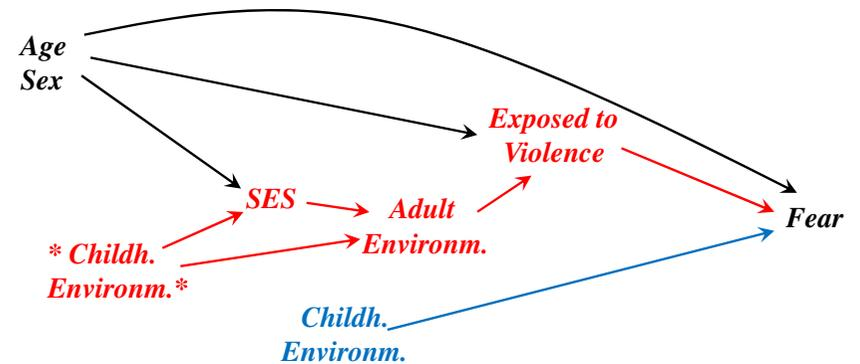 Age
Sex
Exposed to
Violence
SES
Adult
Environm.
Fear
* Childh.
Environm.*
Childh.
Environm.